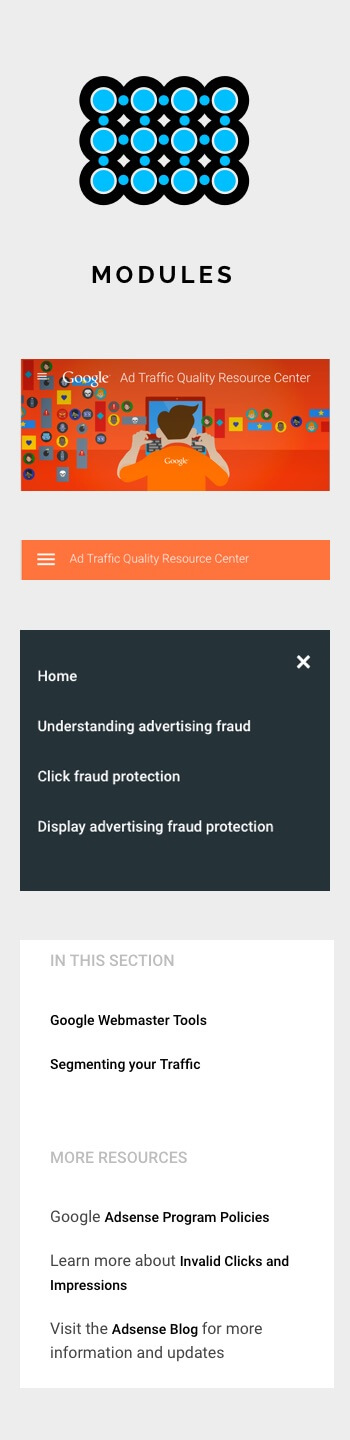 MODULES
Google Ad Traffic Quality Resource Center
Google
Ad Traffic Quality Resource Center
Home
Understanding advertising fraud
Click fraud protection
Display advertising fraud protection
IN THIS SECTION
Google Webmaster Tools
Segmenting your Traffic
MORE RESOURCES
Google Adsense Program Policies
Learn more about Invalid Clicks and
Impressions
Visit the Adsense Blog for more
information and updates